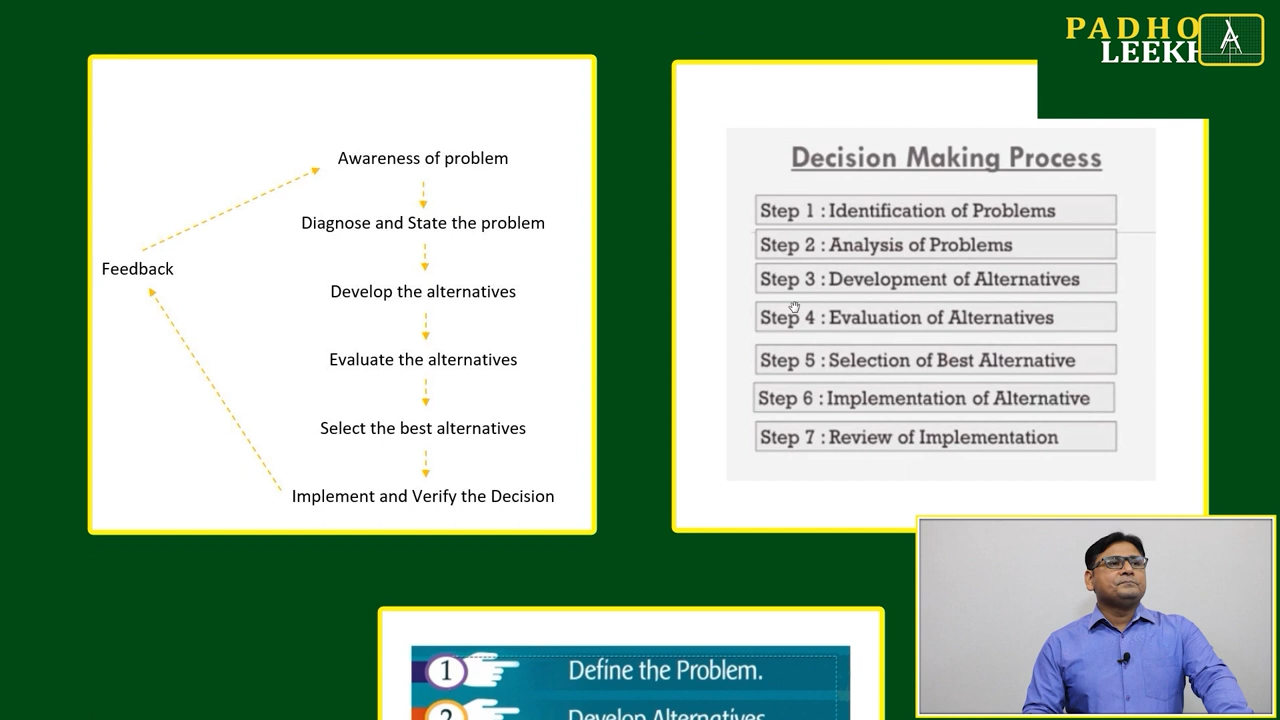 PADHO
LEEKH
Awareness of problem
Diagnose and State the problem
Feedback
Develop the alternatives
Evaluate the alternatives
Select the best alternatives
Implement and Verify the Decision
Decision Making Process
Step 1 : Identification of Problems
Step 2 : Analysis of Problems
Step 3 : Development of Alternatives
Step 4 : Evaluation of Alternatives
Step 5 : Selection of Best Alternative
Step 6 : Implementation of Alternative
Step 7 : Review of Implementation
1 Define the Problem.
2 Develop Alternatives